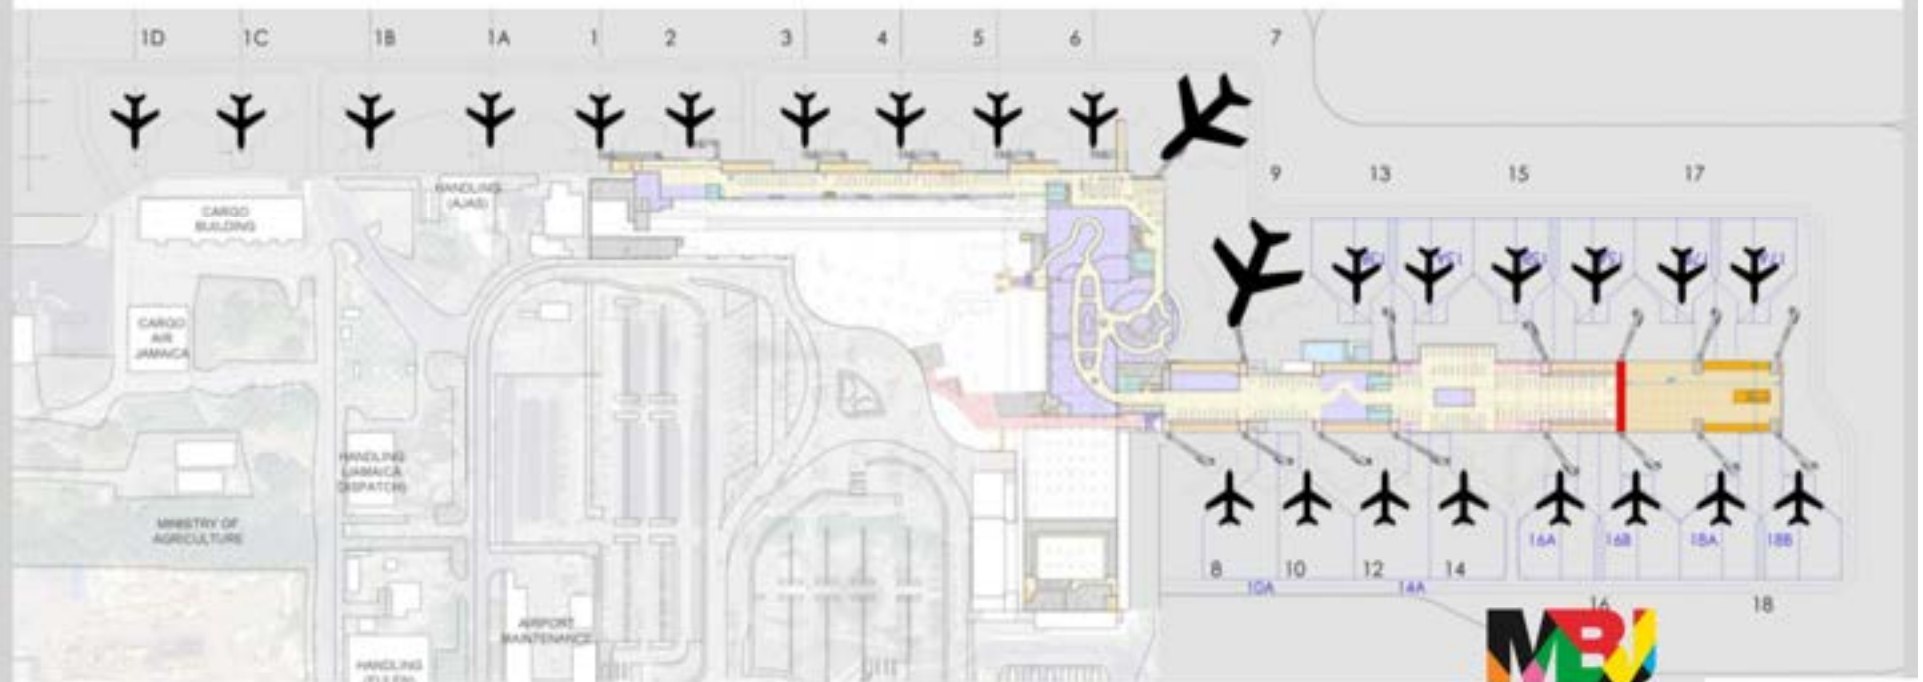 1D 1C 1B 1A 1 2 3 4 5 6 7
9 13 15 17
HANDLING
(AJAS)
CARGO
BUILDING
CARGO
AIR
JAMAICA
HANDLING
(JAMAICA
DISPATCH)
MINISTRY OF
AGRICULTURE
16A 16B 18A 18B
8 10 12 14
10A 14A
16 18
AIRPORT
MAINTENANCE
HANDLING
MBJ